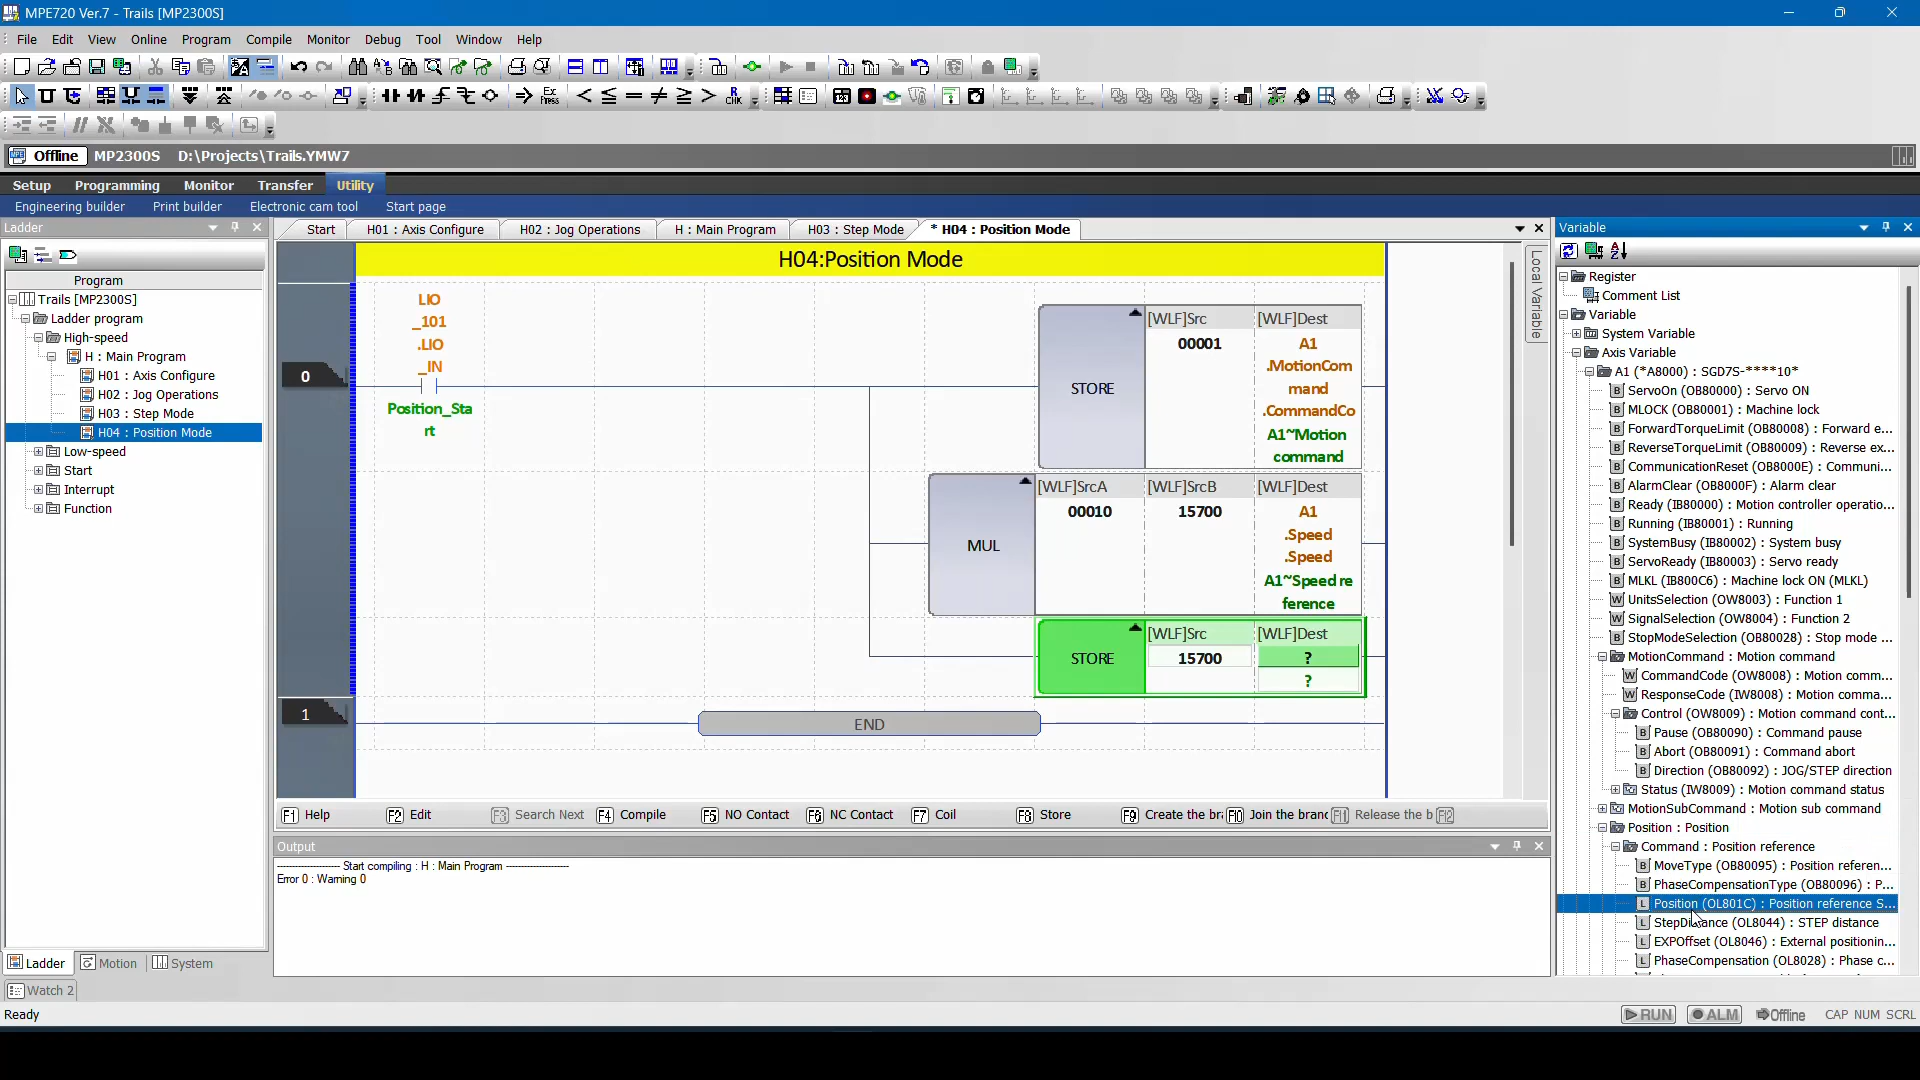 MPE720 Ver.7 - Trails [MP2300S]
File Edit View Online Program Compile Monitor Debug Tool Window Help
Offline MP2300S D:\Projects\Trails.YMW7
Setup Programming Monitor Transfer Utility
Engineering builder Print builder Electronic cam tool Start page
Ladder
Program
Trails [MP2300S]
Ladder program
High-speed
H : Main Program
H01 : Axis Configure
H02 : Jog Operations
H03 : Step Mode
H04 : Position Mode
Low-speed
Start
Interrupt
Function
Ladder Motion System
Watch 2
Start H01 : Axis Configure H02 : Jog Operations H : Main Program H03 : Step Mode * H04 : Position Mode
H04:Position Mode
0
LIO
_101
.LIO
_IN
Position_Sta
rt
STORE
[WLF]Src [WLF]Dest
00001 A1
.MotionCom
mand
.CommandCo
A1~Motion
command
MUL
[WLF]SrcA [WLF]SrcB [WLF]Dest
00010 15700 A1
.Speed
.Speed
A1~Speed re
ference
STORE
[WLF]Src [WLF]Dest
15700 ?
?
1
END
F1 Help F2 Edit F3 Search Next F4 Compile F5 NO Contact F6 NC Contact F7 Coil F8 Store F9 Create the br F10 Join the branc F11 Release the b F12
Output
Start compiling : H : Main Program
Error 0 : Warning 0
Local Variable
Variable
Register
Comment List
Variable
System Variable
Axis Variable
A1 (*A8000) : SGD7S-****10*
ServoOn (OB80000) : Servo ON
MLOCK (OB80001) : Machine lock
ForwardTorqueLimit (OB80008) : Forward e...
ReverseTorqueLimit (OB80009) : Reverse ex...
CommunicationReset (OB8000E) : Communi...
AlarmClear (OB8000F) : Alarm clear
Ready (IB80000) : Motion controller operatio...
Running (IB80001) : Running
SystemBusy (IB80002) : System busy
ServoReady (IB80003) : Servo ready
MLKL (IB800C6) : Machine lock ON (MLKL)
UnitsSelection (OW8003) : Function 1
SignalSelection (OW8004) : Function 2
StopModeSelection (OB80028) : Stop mode ...
MotionCommand : Motion command
CommandCode (OW8008) : Motion comm...
ResponseCode (IW8008) : Motion comma...
Control (OW8009) : Motion command cont...
Pause (OB80090) : Command pause
Abort (OB80091) : Command abort
Direction (OB80092) : JOG/STEP direction
Status (IW8009) : Motion command status
MotionSubCommand : Motion sub command
Position : Position
Command : Position reference
MoveType (OB80095) : Position referen...
PhaseCompensationType (OB80096) : P...
Position (OL801C) : Position reference S...
StepDistance (OL8044) : STEP distance
EXPOffset (OL8046) : External positionin...
PhaseCompensation (OL8028) : Phase c...
Ready
RUN ALM Offline CAP NUM SCRL